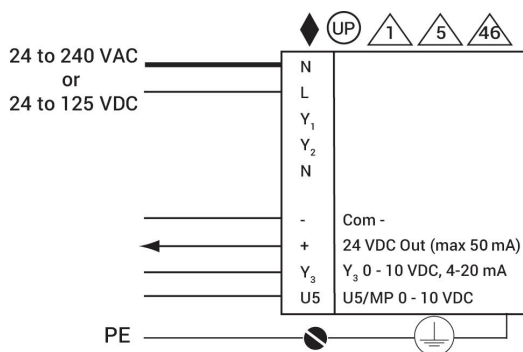 UP 1 5 46
24 to 240 VAC
or
24 to 125 VDC
N
L
Y₁
Y₂
N
- Com -
+ 24 VDC Out (max 50 mA)
Y₃ Y₃ 0 - 10 VDC, 4-20 mA
U5 U5/MP 0 - 10 VDC
PE